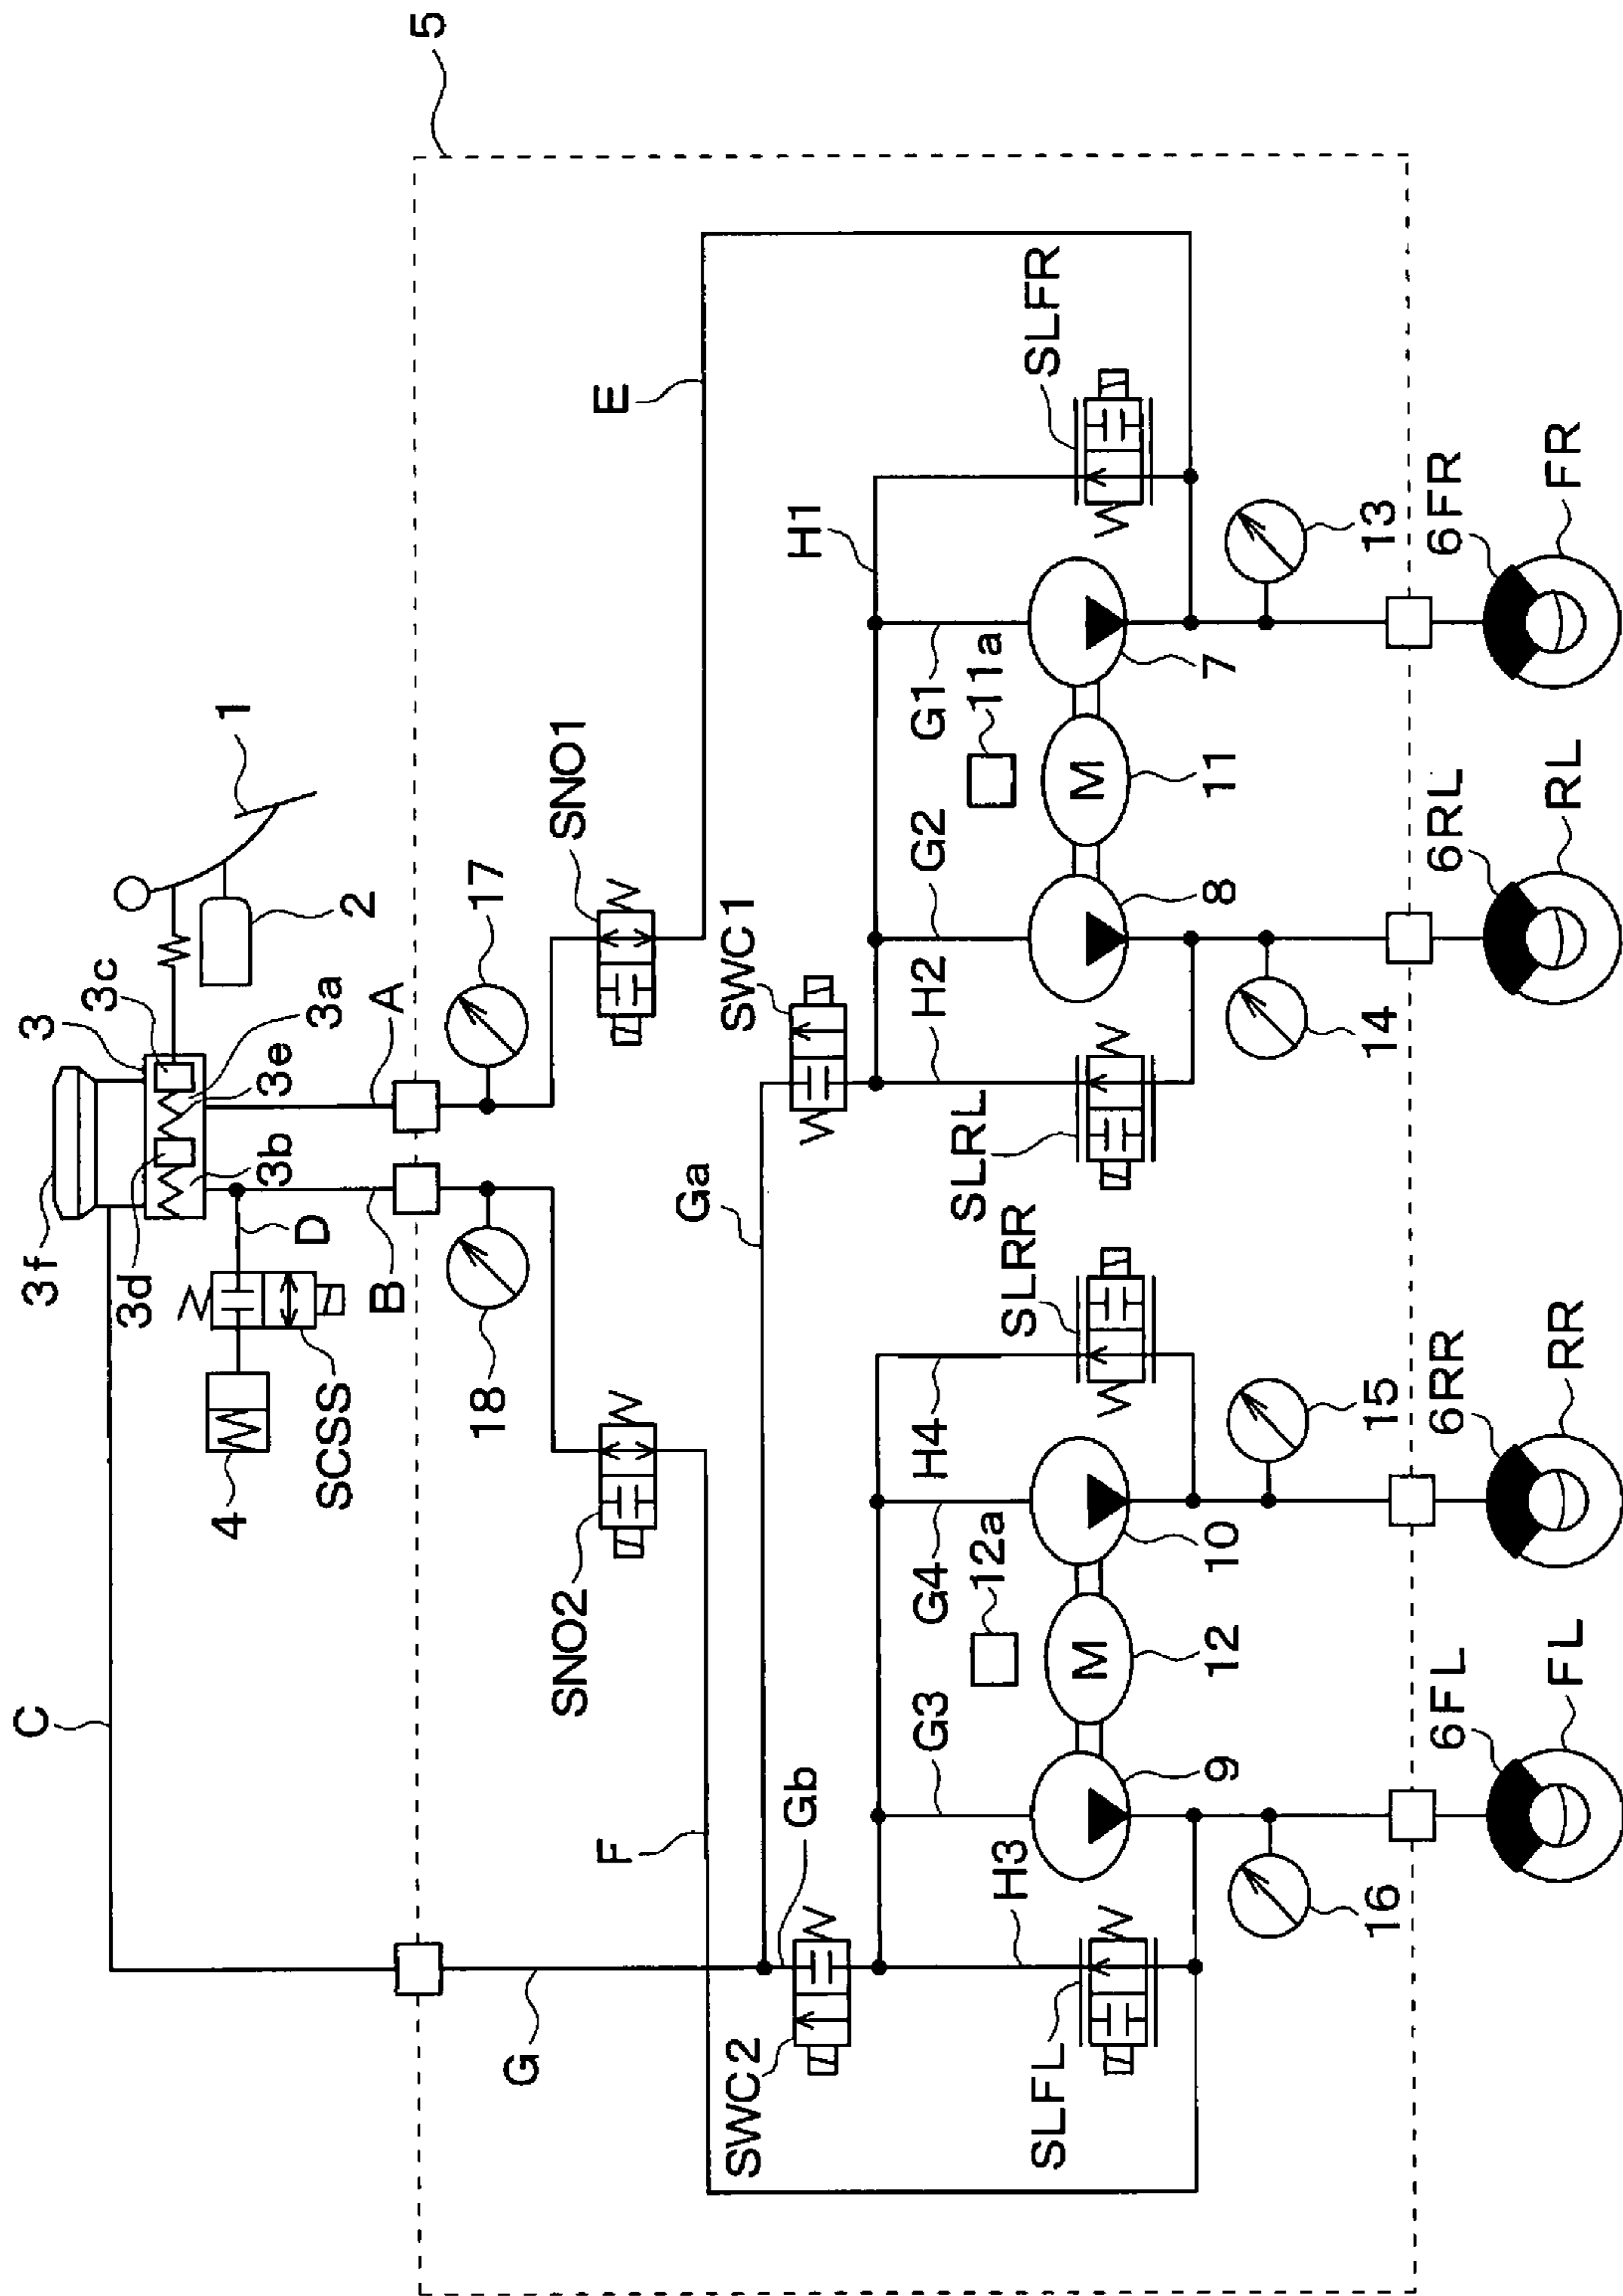 5
1
2
3
3c
3a
3e
3b
3d
3f
A
B
C
D
4
SCSS
17
18
SNO1
SNO2
E
F
G
Ga
Gb
SWC1
SWC2
H1
G1
11a
G2
H2
SLFR
SLRL
SLRR
SLFL
H4
G4
12a
G3
H3
7
11
M
8
10
12
M
9
13
14
15
16
6FR
FR
6RL
RL
6RR
RR
6FL
FL